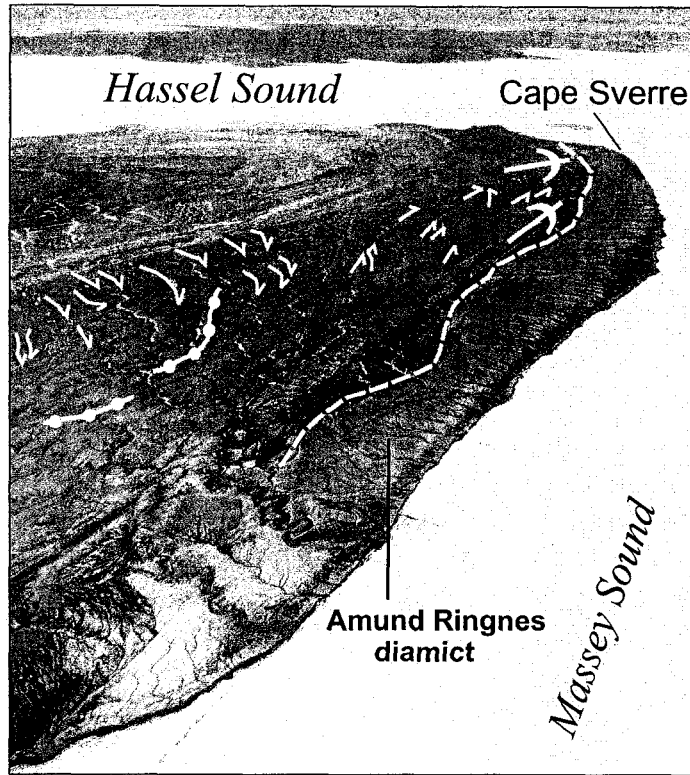 Hassel Sound
Cape Sverre
Amund Ringnes
diamict
Massey Sound